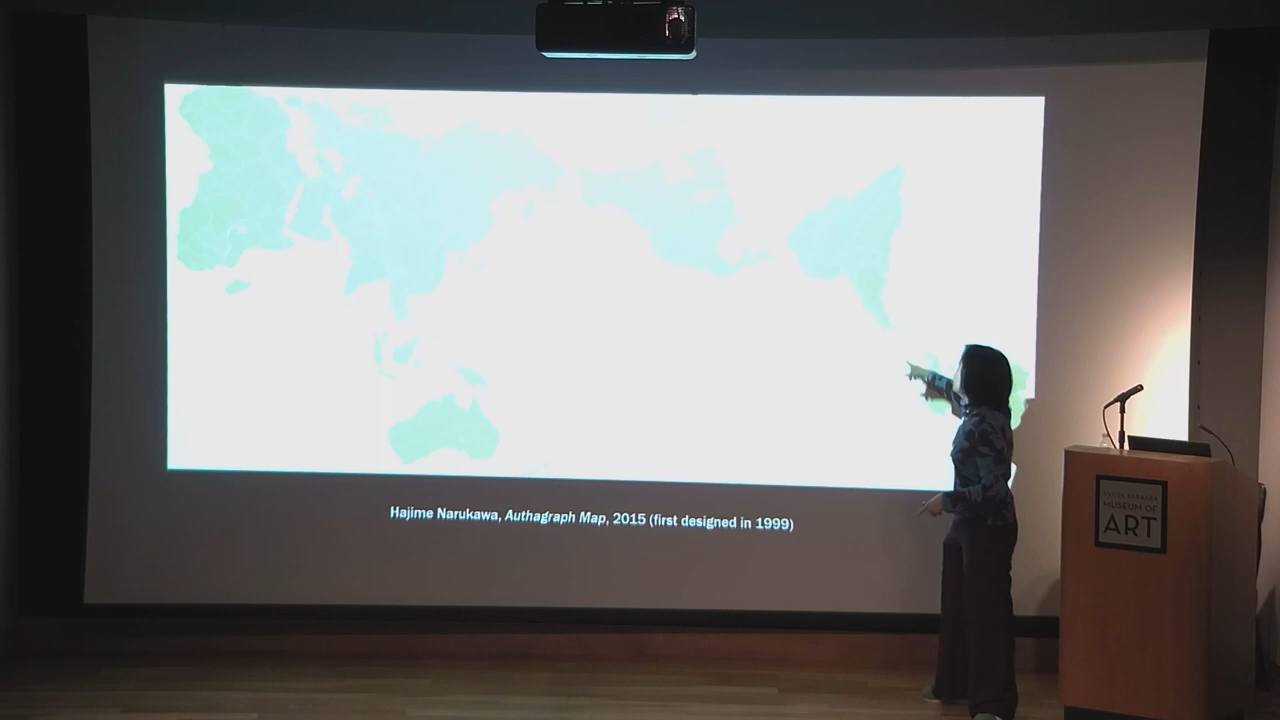 Hajime Narukawa, Authagraph Map, 2015 (first designed in 1999)
SANTA BARBARA
MUSEUM OF
ART